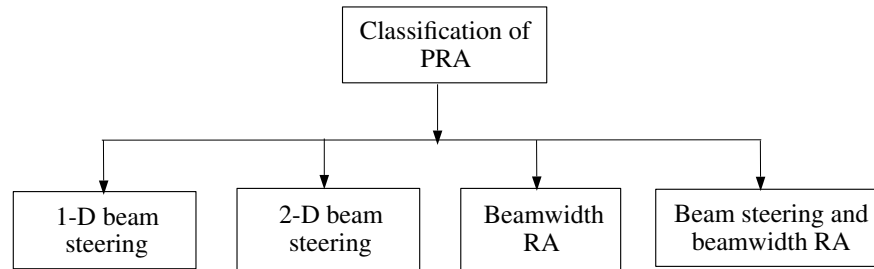 Classification of
PRA
1-D beam
steering
2-D beam
steering
Beamwidth
RA
Beam steering and
beamwidth RA